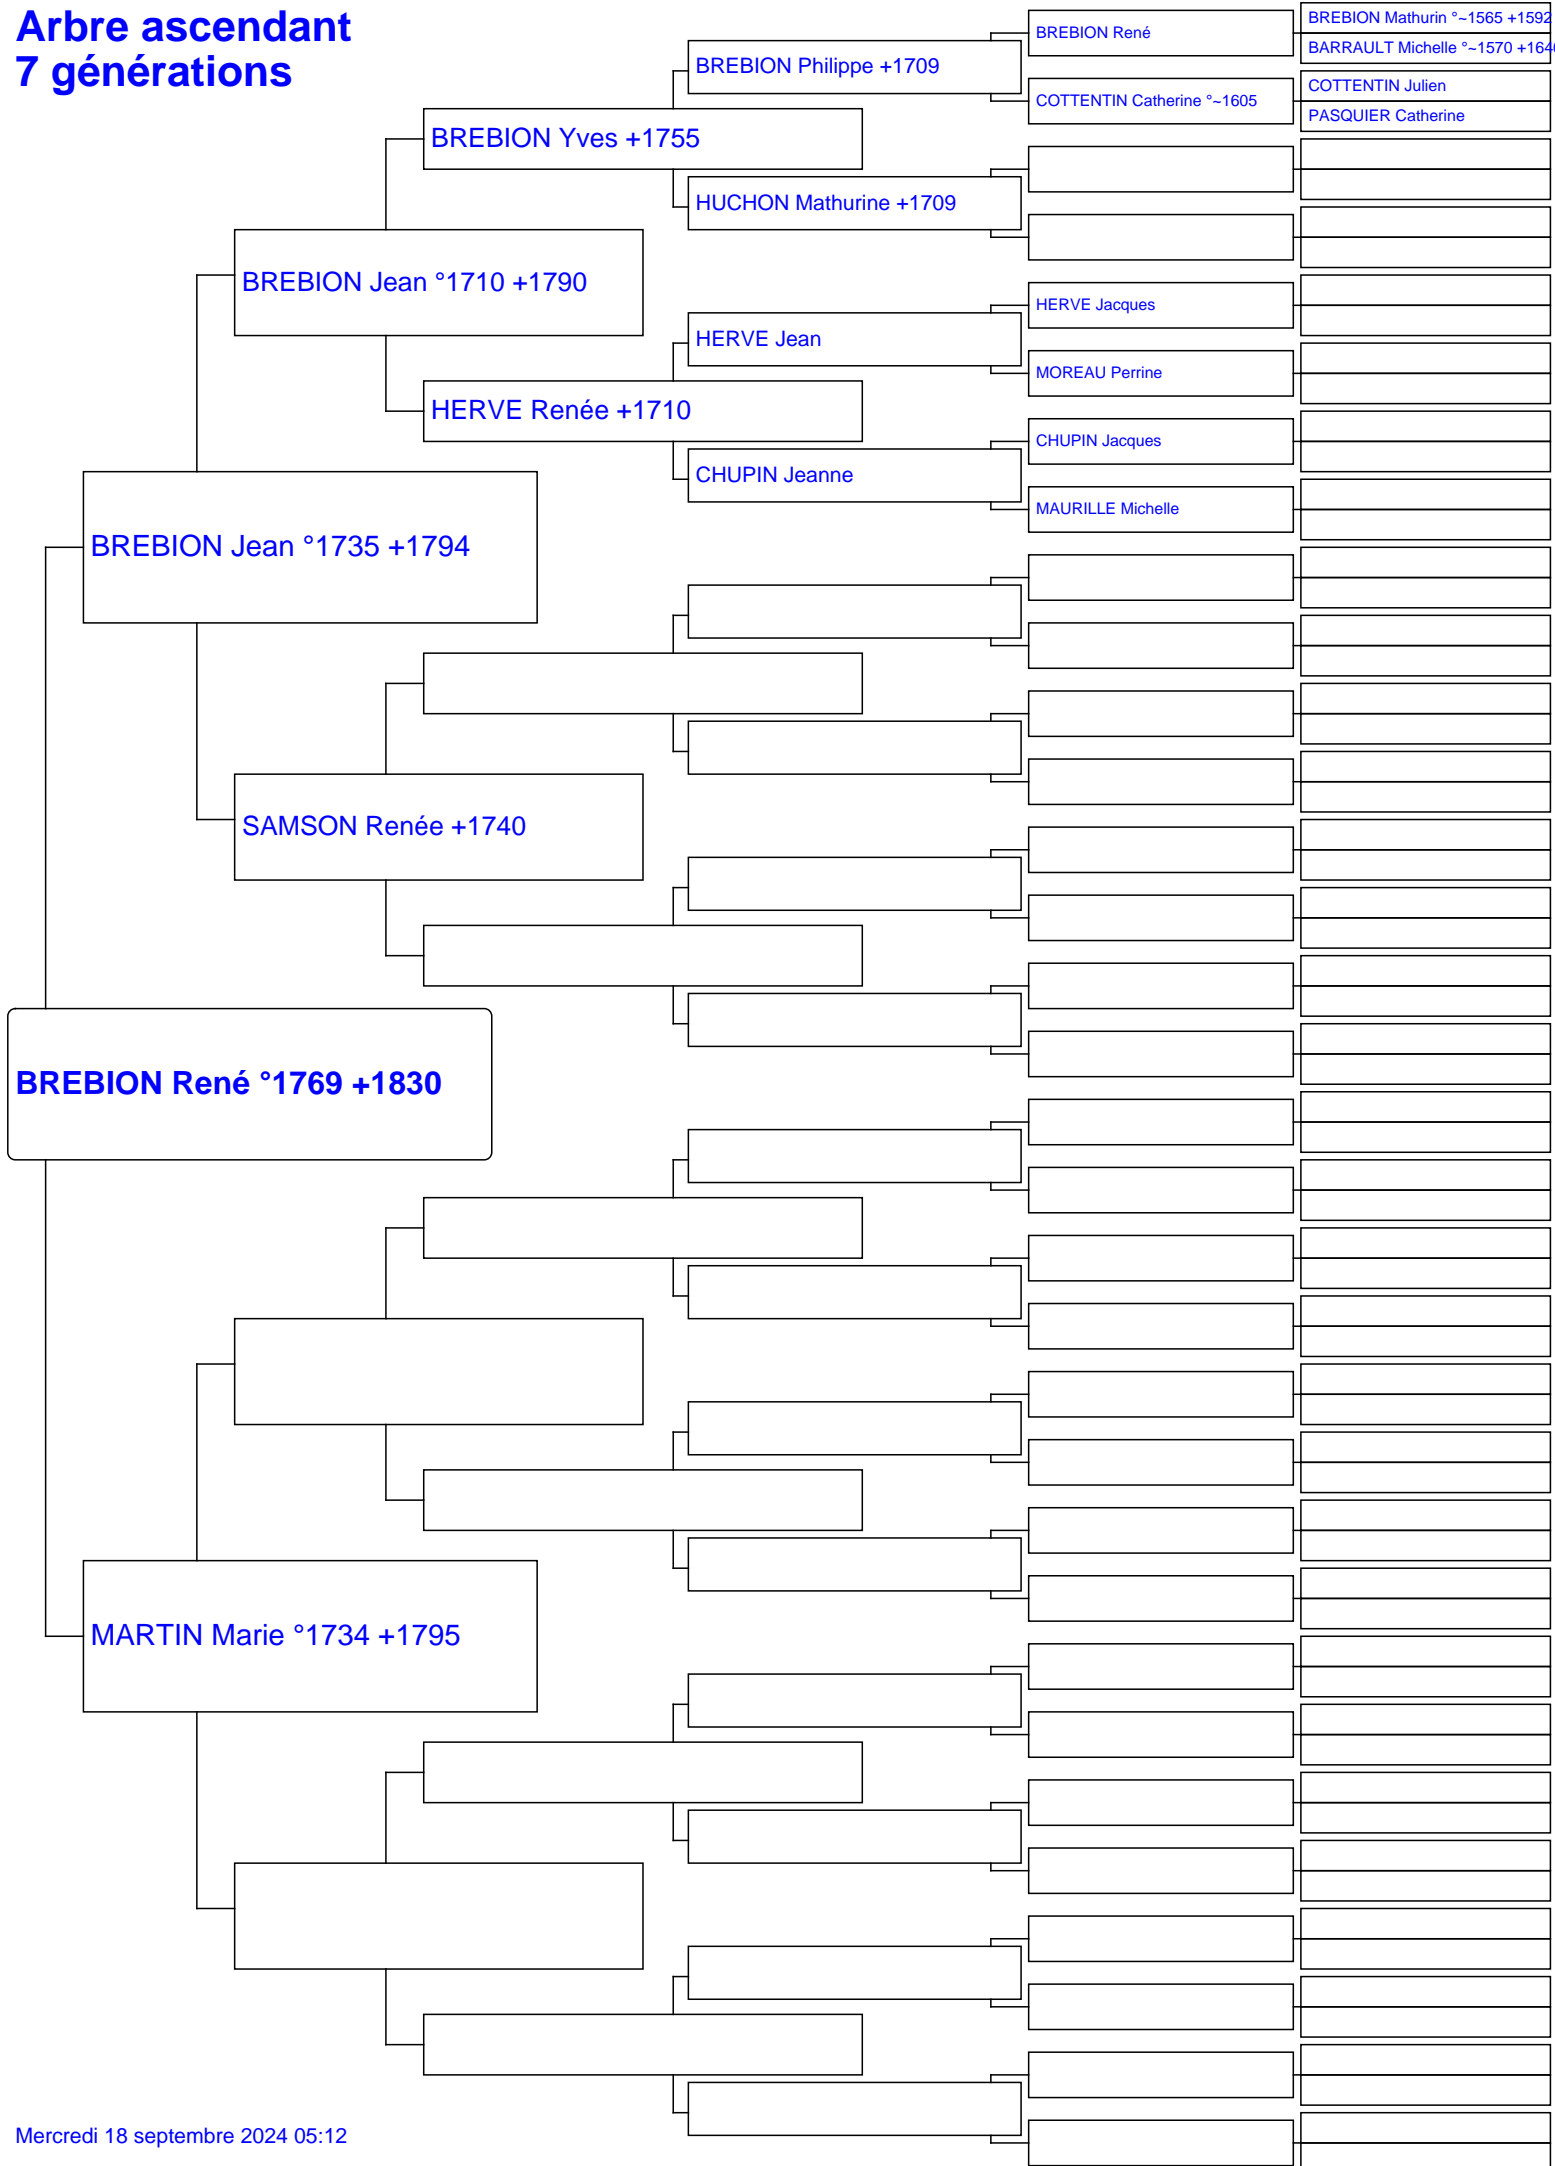 Arbre ascendant
7 générations
BREBION René
BREBION Mathurin °~1565 +1592
BARRAULT Michelle °~1570
BREBION Philippe +1709
COTTENTIN Catherine °~1605
COTTENTIN Julien
PASQUIER Catherine
BREBION Yves +1755
HUCHON Mathurine +1709
BREBION Jean °1710 +1790
HERVE Jacques
HERVE Jean
MOREAU Perrine
HERVE Renée +1710
CHUPIN Jacques
CHUPIN Jeanne
MAURILLE Michelle
BREBION Jean °1735 +1794
SAMSON Renée +1740
BREBION René °1769 +1830
MARTIN Marie °1734 +1795
Mercredi 18 septembre 2024 05:12